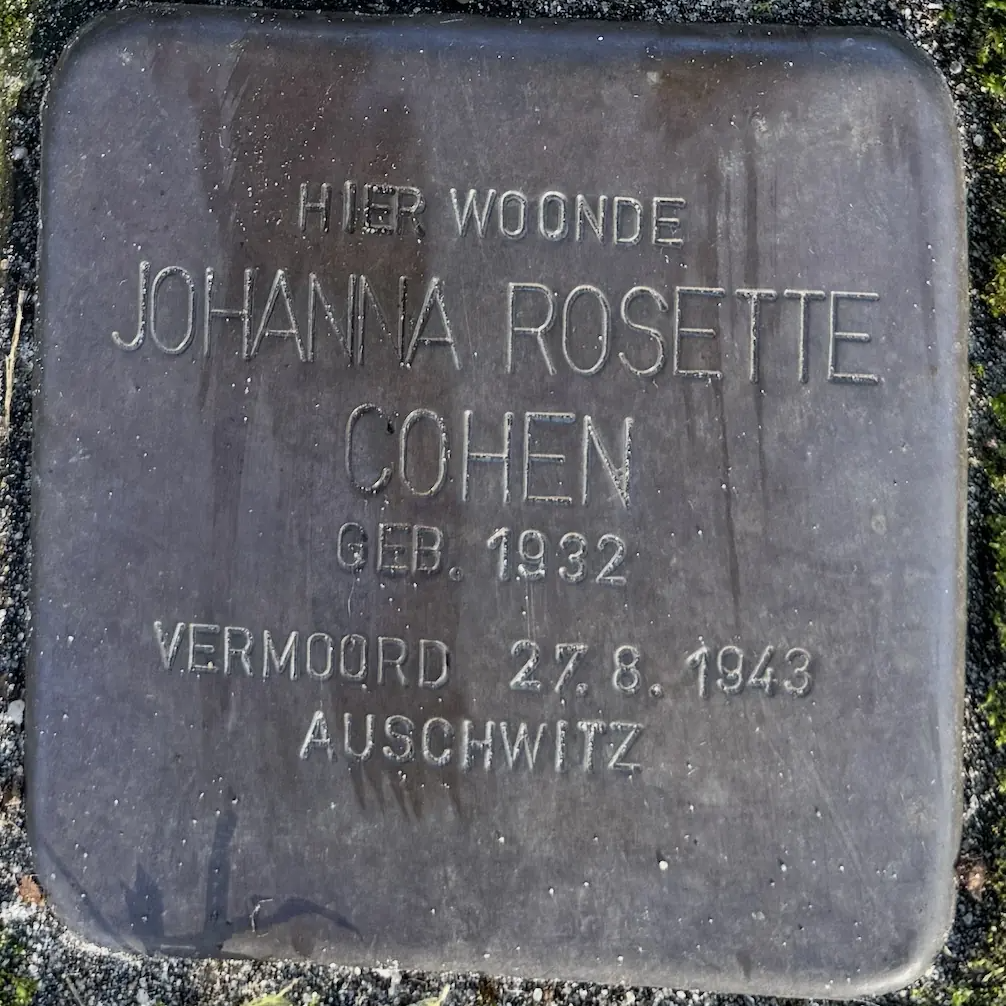 HIER WOONDE
JOHANNA ROSETTE
COHEN
GEB. 1932
VERMOORD 27.8.1943
AUSCHWITZ